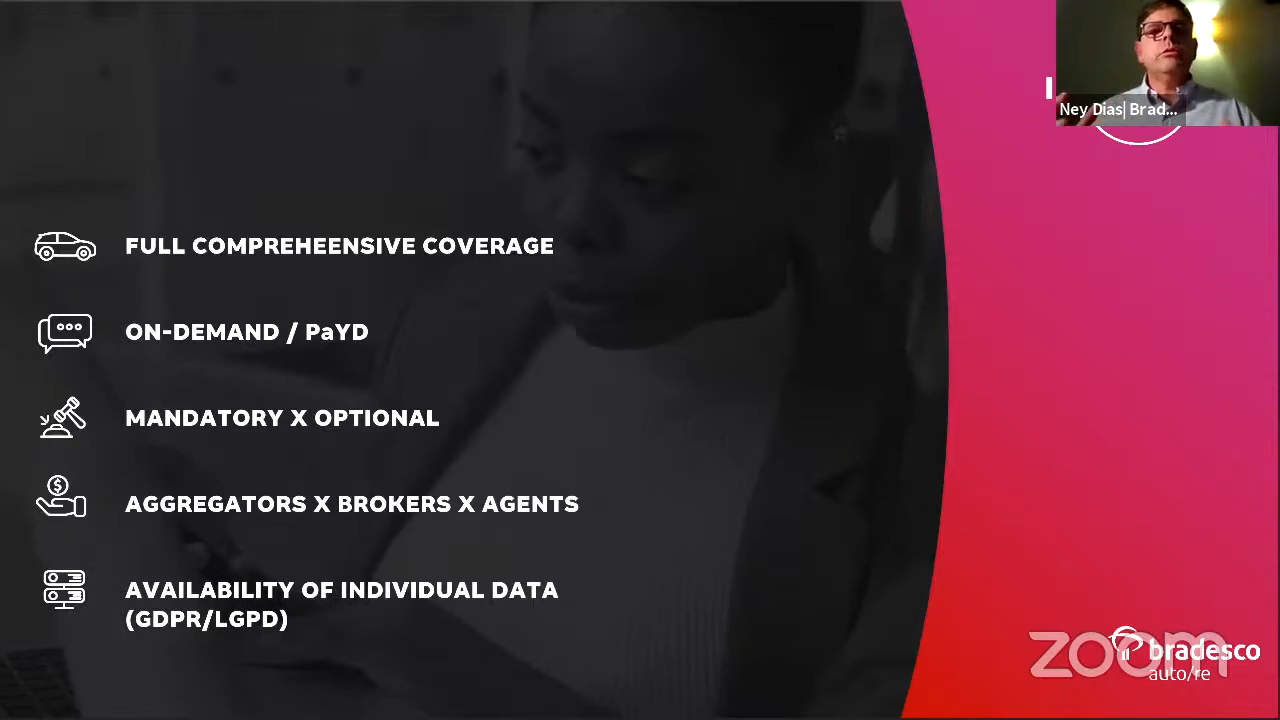 Ney Dias| Brad...
FULL COMPREHEENSIVE COVERAGE
ON-DEMAND / PaYD
MANDATORY X OPTIONAL
AGGREGATORS X BROKERS X AGENTS
AVAILABILITY OF INDIVIDUAL DATA
(GDPR/LGPD)
zoom
bradesco
auto/re